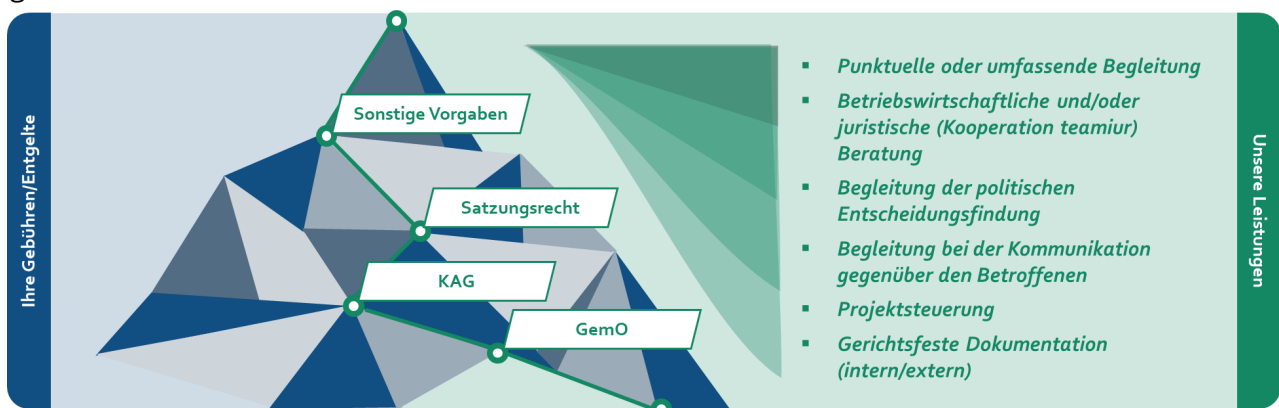 Ihre Gebühren/Entgelte
Sonstige Vorgaben
Satzungsrecht
KAG
GemO
▪ Punktuelle oder umfassende Begleitung
▪ Betriebswirtschaftliche und/oder
juristische (Kooperation teamiur)
Beratung
▪ Begleitung der politischen
Entscheidungsfindung
▪ Begleitung bei der Kommunikation
gegenüber den Betroffenen
▪ Projektsteuerung
▪ Gerichtsfeste Dokumentation
(intern/extern)
Unsere Leistungen